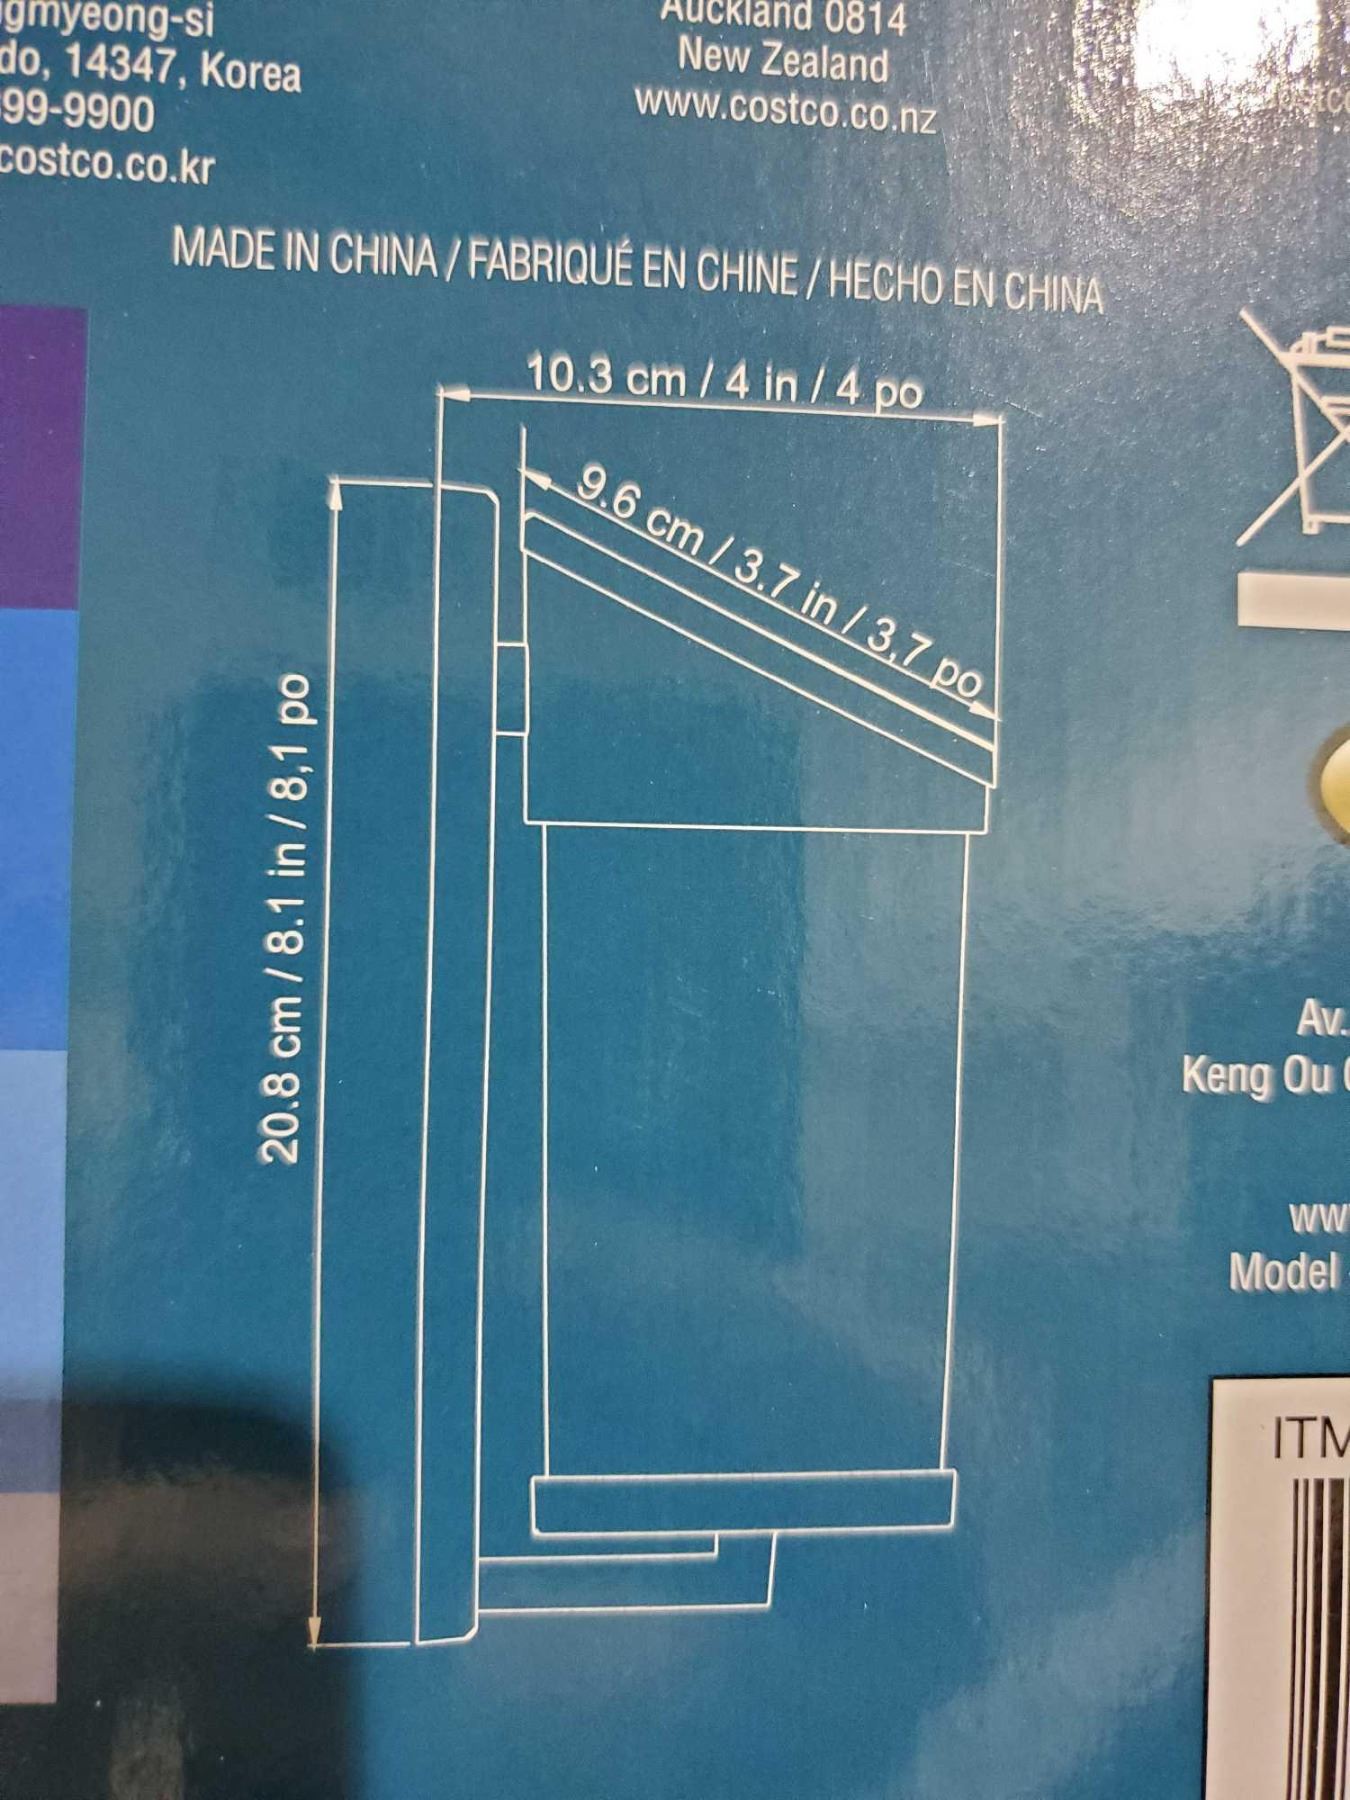 gmyeong-si
do, 14347, Korea
99-9900
costco.co.kr
Auckland 0814
New Zealand
www.costco.co.nz
MADE IN CHINA / FABRIQUÉ EN CHINE / HECHO EN CHINA
10.3 cm / 4 in / 4 po
9.6 cm / 3.7 in / 3,7 po
20.8 cm / 8.1 in / 8,1 po
Av.
Keng Ou
ww
Model
ITM